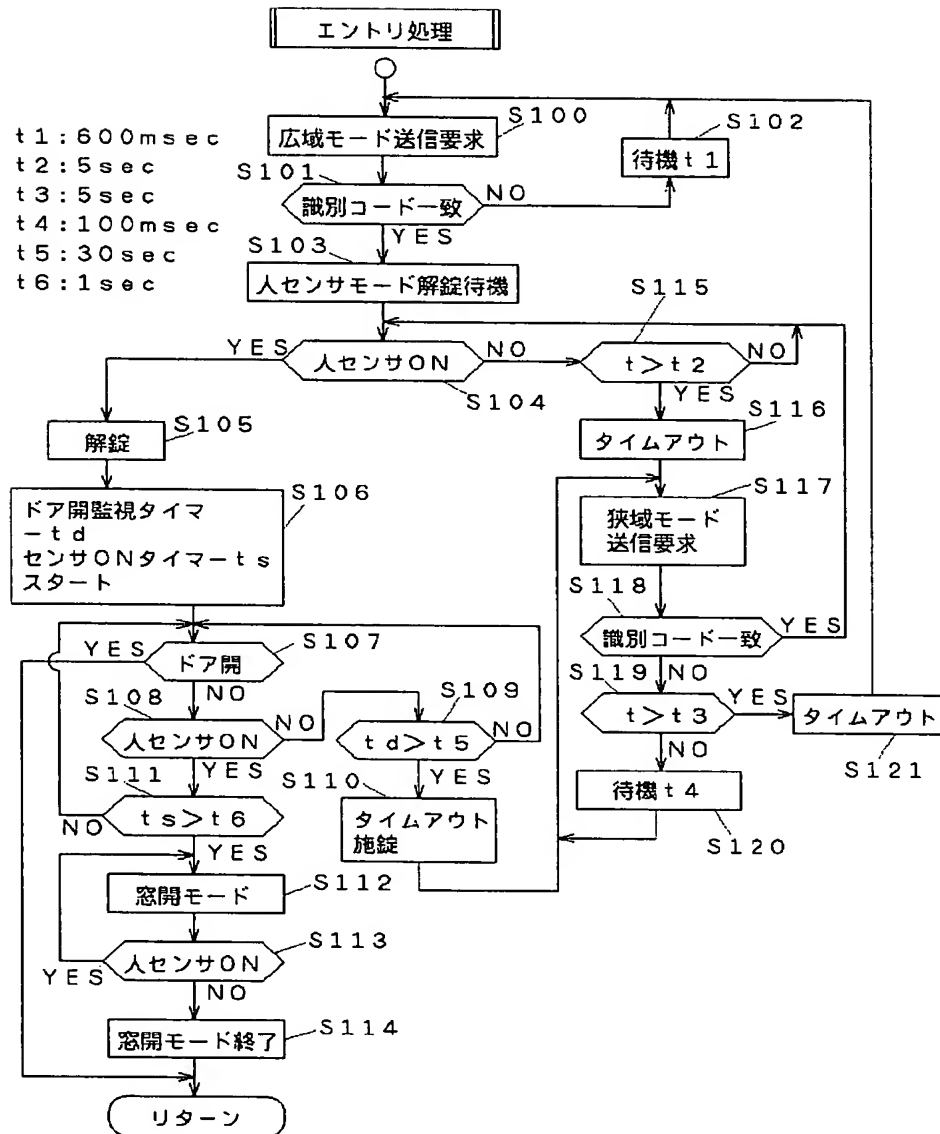 エントリ処理
t1:600msec
t2:5sec
t3:5sec
t4:100msec
t5:30sec
t6:1sec
S100
広域モード送信要求
S102
待機t1
S101
識別コード一致
NO
YES
S103
人センサモード解錠待機
S115
YES
人センサON
NO
t>t2
NO
S104
YES
S105
解錠
S116
タイムアウト
S106
ドア開監視タイマ
ーtd
センサONタイマーts
スタート
S117
狭域モード
送信要求
S118
識別コード一致
YES
NO
YES
ドア開
S107
NO
S119
t>t3
YES
タイムアウト
S121
NO
S108
人センサON
NO
S109
td>t5
NO
YES
YES
S111
ts>t6
NO
YES
S110
タイムアウト
施錠
待機t4
S120
窓開モード
S112
S113
人センサON
YES
NO
窓開モード終了
S114
リターン